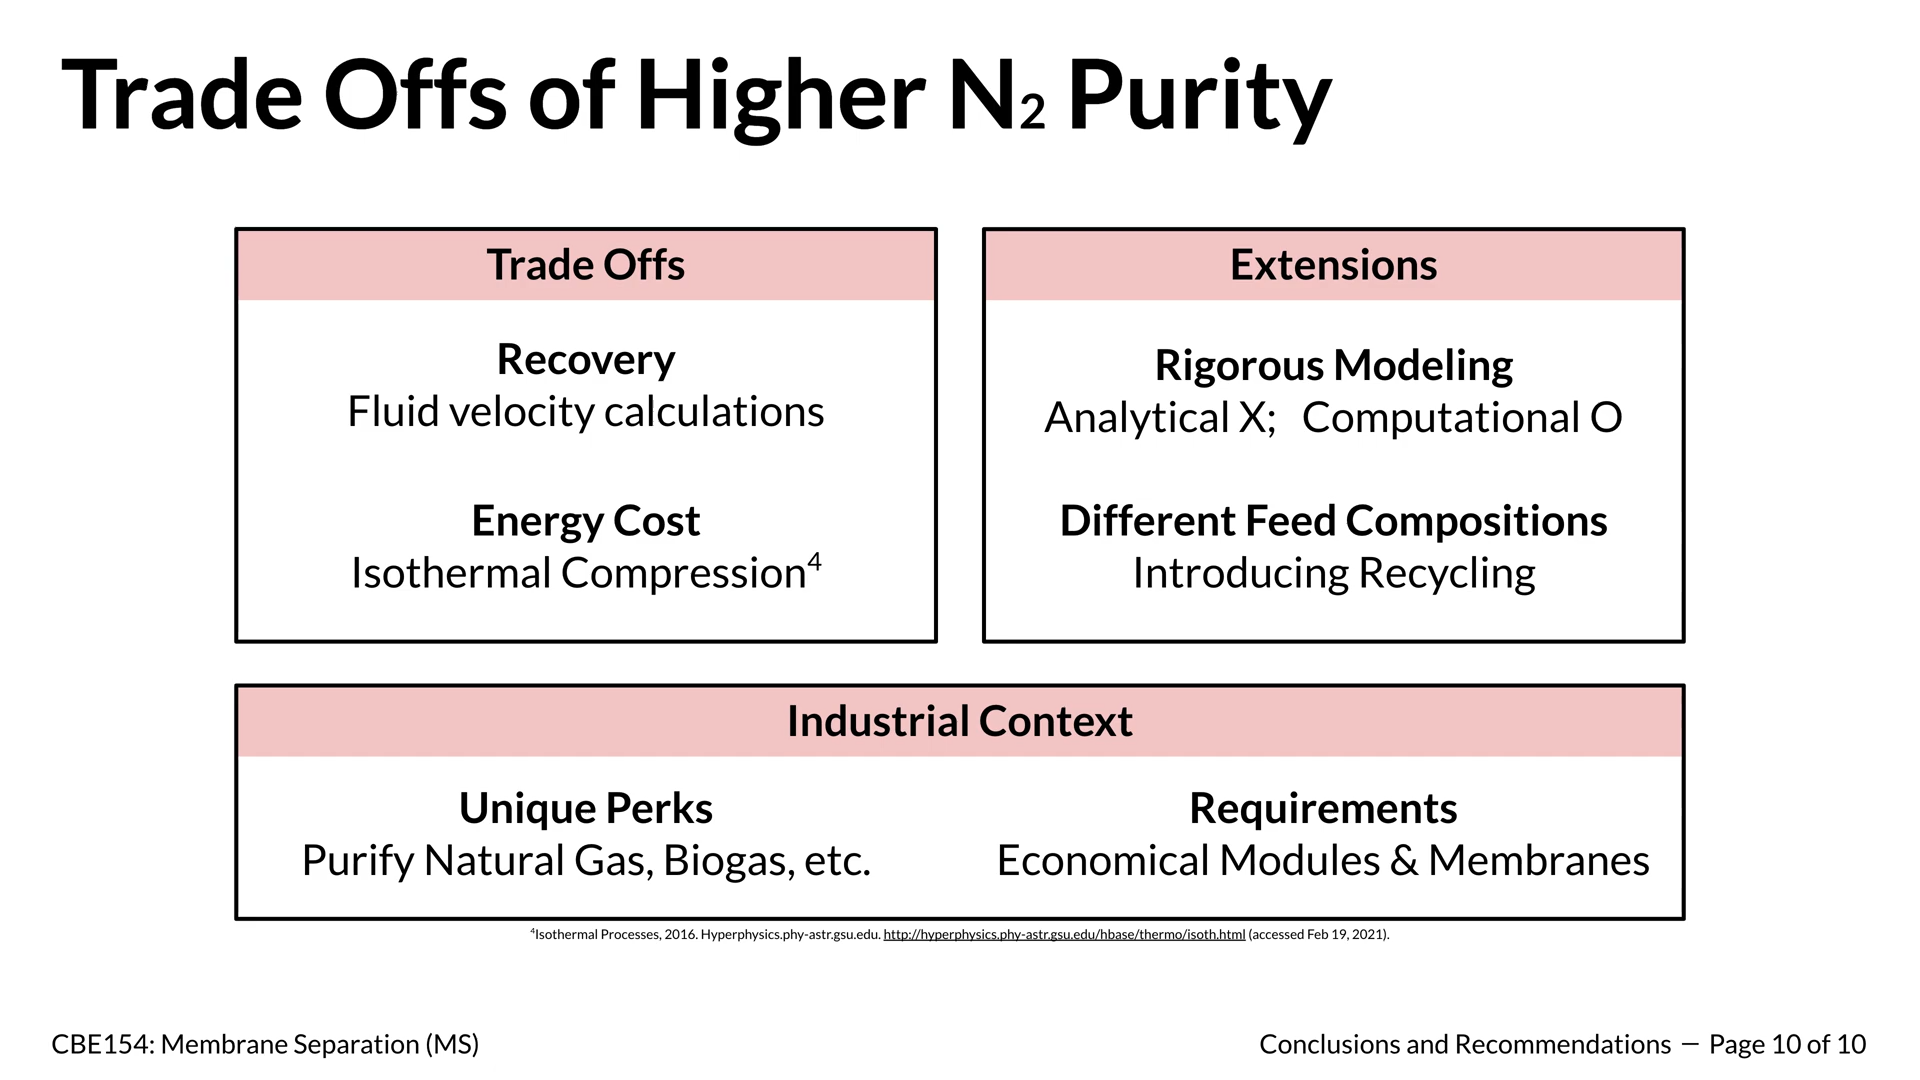 Trade Offs of Higher N₂ Purity
Trade Offs
Recovery
Fluid velocity calculations
Energy Cost
Isothermal Compression⁴
Extensions
Rigorous Modeling
Analytical X; Computational O
Different Feed Compositions
Introducing Recycling
Industrial Context
Unique Perks
Purify Natural Gas, Biogas, etc.
Requirements
Economical Modules & Membranes
⁴Isothermal Processes, 2016. Hyperphysics.phy-astr.gsu.edu. http://hyperphysics.phy-astr.gsu.edu/hbase/thermo/isoth.html (accessed Feb 19, 2021).
CBE154: Membrane Separation (MS)
Conclusions and Recommendations — Page 10 of 10